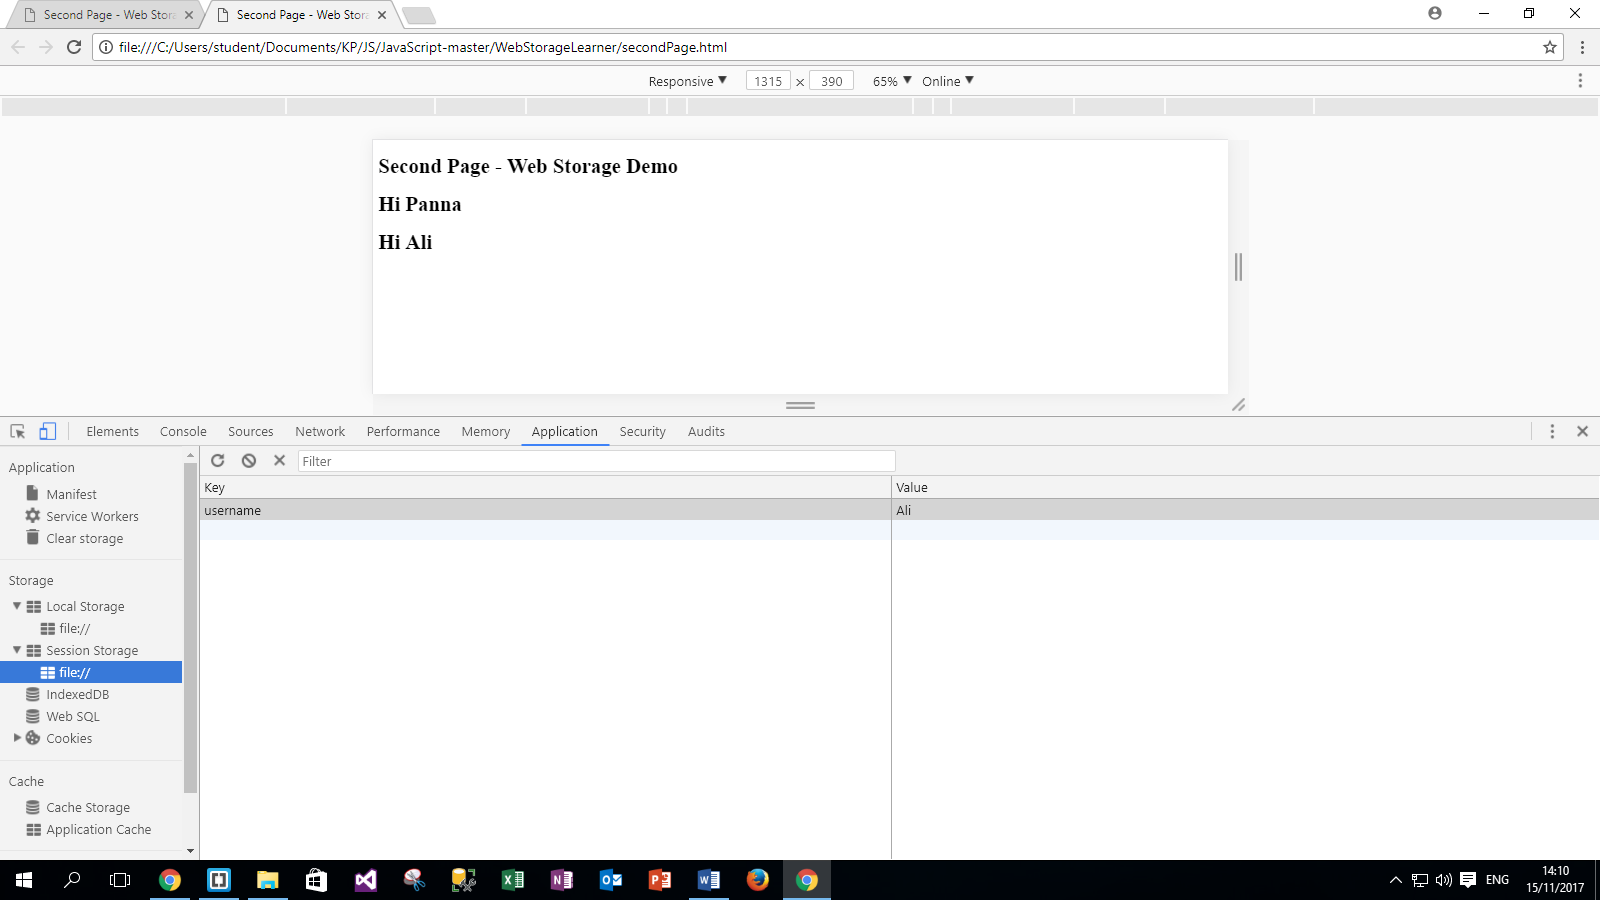 Second Page - Web Stora
Second Page - Web Stora
file:///C:/Users/student/Documents/KP/JS/JavaScript-master/WebStorageLearner/secondPage.html
Responsive ▼ 1315 × 390 65% ▼ Online ▼
Second Page - Web Storage Demo
Hi Panna
Hi Ali
Elements Console Sources Network Performance Memory Application Security Audits
Application
Manifest
Service Workers
Clear storage
Storage
Local Storage
file://
Session Storage
file://
IndexedDB
Web SQL
Cookies
Cache
Cache Storage
Application Cache
Filter
Key Value
username Ali
ENG
14:10
15/11/2017